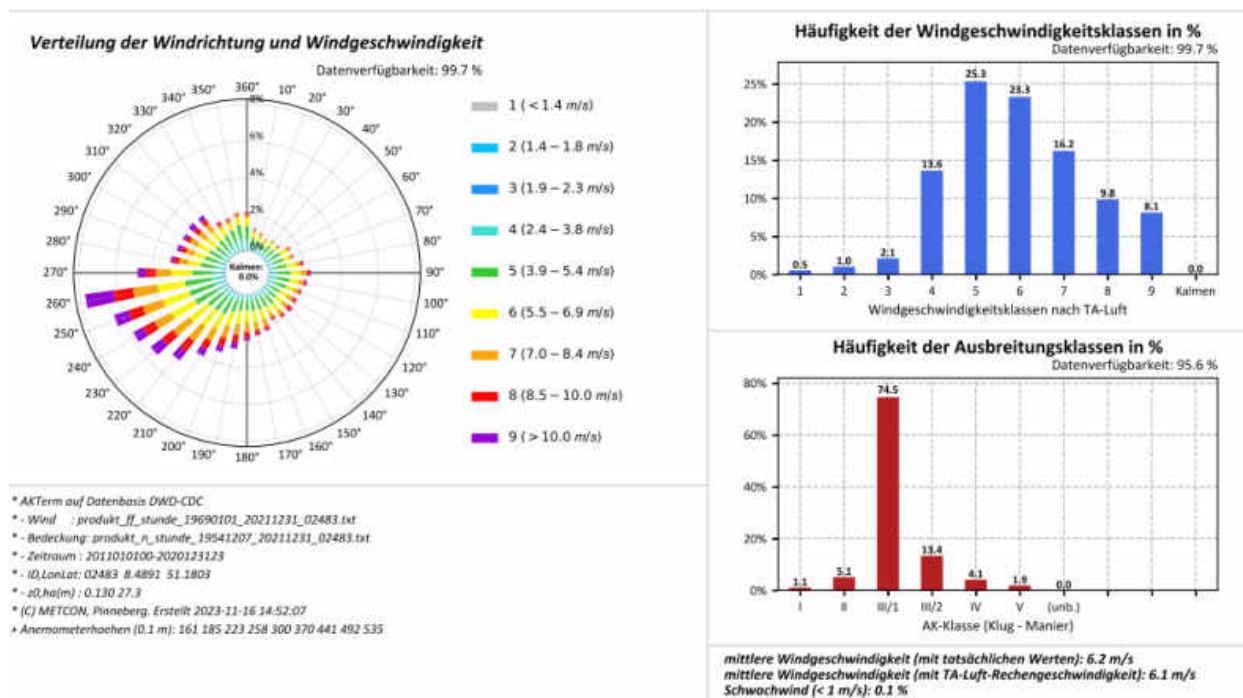 Verteilung der Windrichtung und Windgeschwindigkeit
Datenverfügbarkeit: 99.7 %
360°
10°
20°
30°
40°
50°
60°
70°
80°
90°
100°
110°
120°
130°
140°
150°
160°
170°
180°
190°
200°
210°
220°
230°
240°
250°
260°
270°
280°
290°
300°
310°
320°
330°
340°
350°
8%
6%
4%
2%
0%
Kalmen:
0.0%
1 (< 1.4 m/s)
2 (1.4 − 1.8 m/s)
3 (1.9 − 2.3 m/s)
4 (2.4 − 3.8 m/s)
5 (3.9 − 5.4 m/s)
6 (5.5 − 6.9 m/s)
7 (7.0 − 8.4 m/s)
8 (8.5 − 10.0 m/s)
9 (> 10.0 m/s)
* AKTerm auf Datenbasis DWD-CDC
* - Wind : produkt_ff_stunde_19690101_20211231_02483.txt
* - Bedeckung: produkt_n_stunde_19541207_20211231_02483.txt
* - Zeitraum : 2011010100-2020123123
* - ID,LonLat: 02483 8.4891 51.1803
* - z0,ha(m) : 0.130 27.3
* (C) METCON, Pinneberg. Erstellt 2023-11-16 14:52:07
+ Anemometerhoehen (0.1 m): 161 185 223 258 300 370 441 492 535
Häufigkeit der Windgeschwindigkeitsklassen in %
Datenverfügbarkeit: 99.7 %
25%
20%
15%
10%
5%
0%
0.5
1.0
2.1
13.6
25.3
23.3
16.2
9.8
8.1
0.0
1 2 3 4 5 6 7 8 9 Kalmen
Windgeschwindigkeitsklassen nach TA-Luft
Häufigkeit der Ausbreitungsklassen in %
Datenverfügbarkeit: 95.6 %
80%
60%
40%
20%
0%
1.1
5.1
74.5
13.4
4.1
1.9
0.0
I II III/1 III/2 IV V (unb.)
AK-Klasse (Klug - Manier)
mittlere Windgeschwindigkeit (mit tatsächlichen Werten): 6.2 m/s
mittlere Windgeschwindigkeit (mit TA-Luft-Rechengeschwindigkeit): 6.1 m/s
Schwachwind (< 1 m/s): 0.1 %